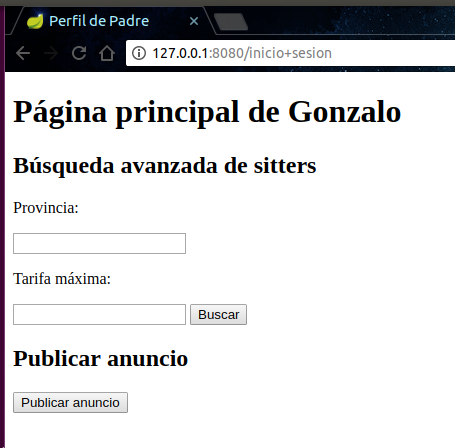 Perfil de Padre
127.0.0.1:8080/inicio+sesion
Página principal de Gonzalo
Búsqueda avanzada de sitters
Provincia:
Tarifa máxima:
Buscar
Publicar anuncio
Publicar anuncio